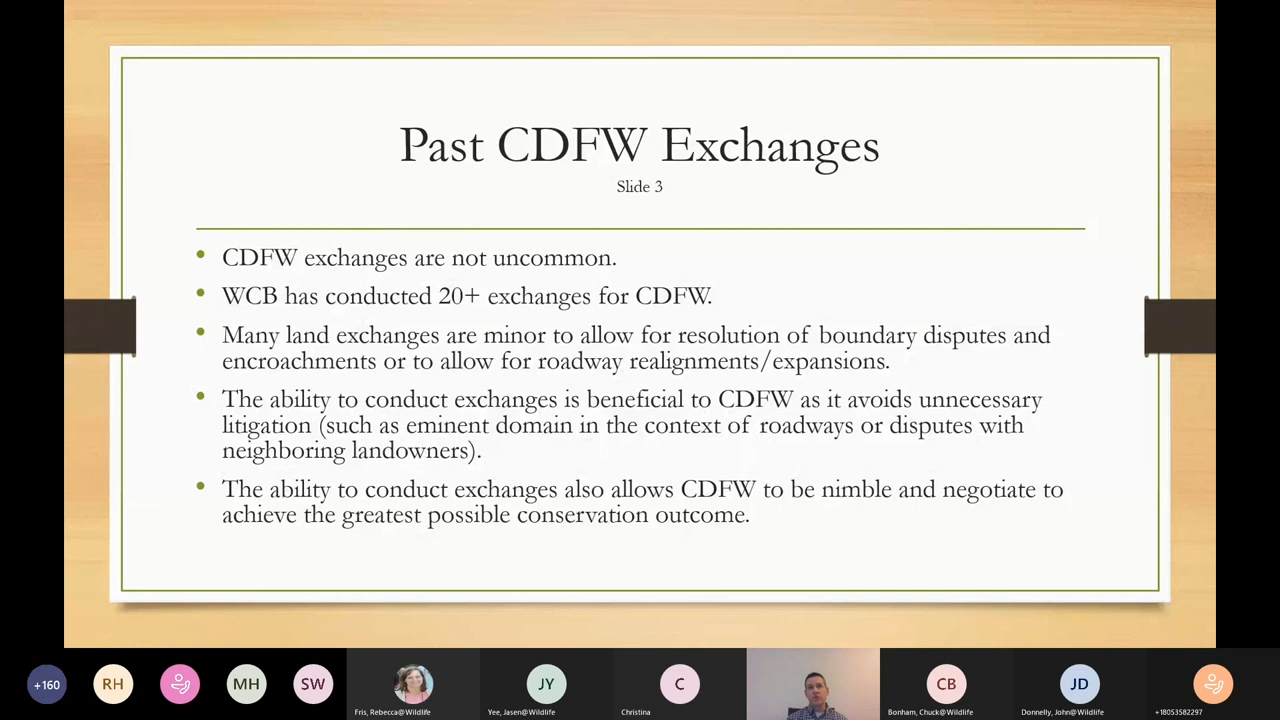 Past CDFW Exchanges
Slide 3
• CDFW exchanges are not uncommon.
• WCB has conducted 20+ exchanges for CDFW.
• Many land exchanges are minor to allow for resolution of boundary disputes and
encroachments or to allow for roadway realignments/expansions.
• The ability to conduct exchanges is beneficial to CDFW as it avoids unnecessary
litigation (such as eminent domain in the context of roadways or disputes with
neighboring landowners).
• The ability to conduct exchanges also allows CDFW to be nimble and negotiate to
achieve the greatest possible conservation outcome.
+160
RH
MH
SW
JY
C
CB
JD
Fris, Rebecca@Wildlife
Yee, Jasen@Wildlife
Christina
Bonham, Chuck@Wildlife
Donnelly, John@Wildlife
+18053582297